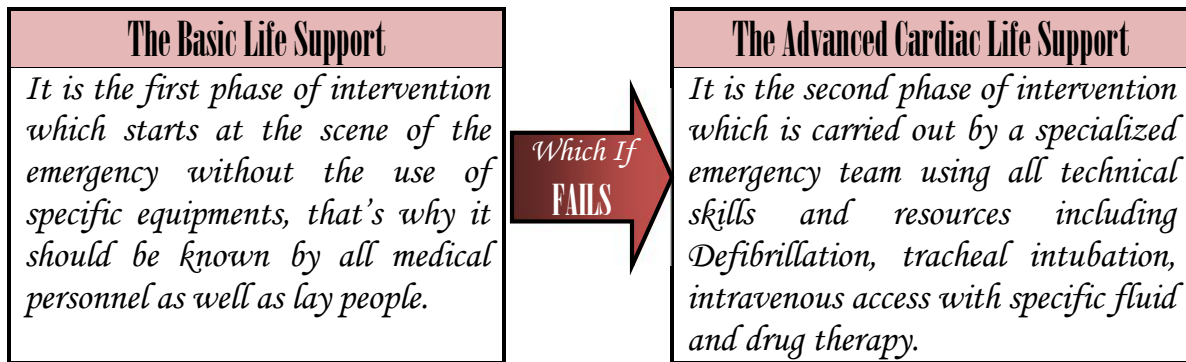 The Basic Life Support
It is the first phase of intervention
which starts at the scene of the
emergency without the use of
specific equipments, that's why it
should be known by all medical
personnel as well as lay people.
Which If
FAILS
The Advanced Cardiac Life Support
It is the second phase of intervention
which is carried out by a specialized
emergency team using all technical
skills and resources including
Defibrillation, tracheal intubation,
intravenous access with specific fluid
and drug therapy.